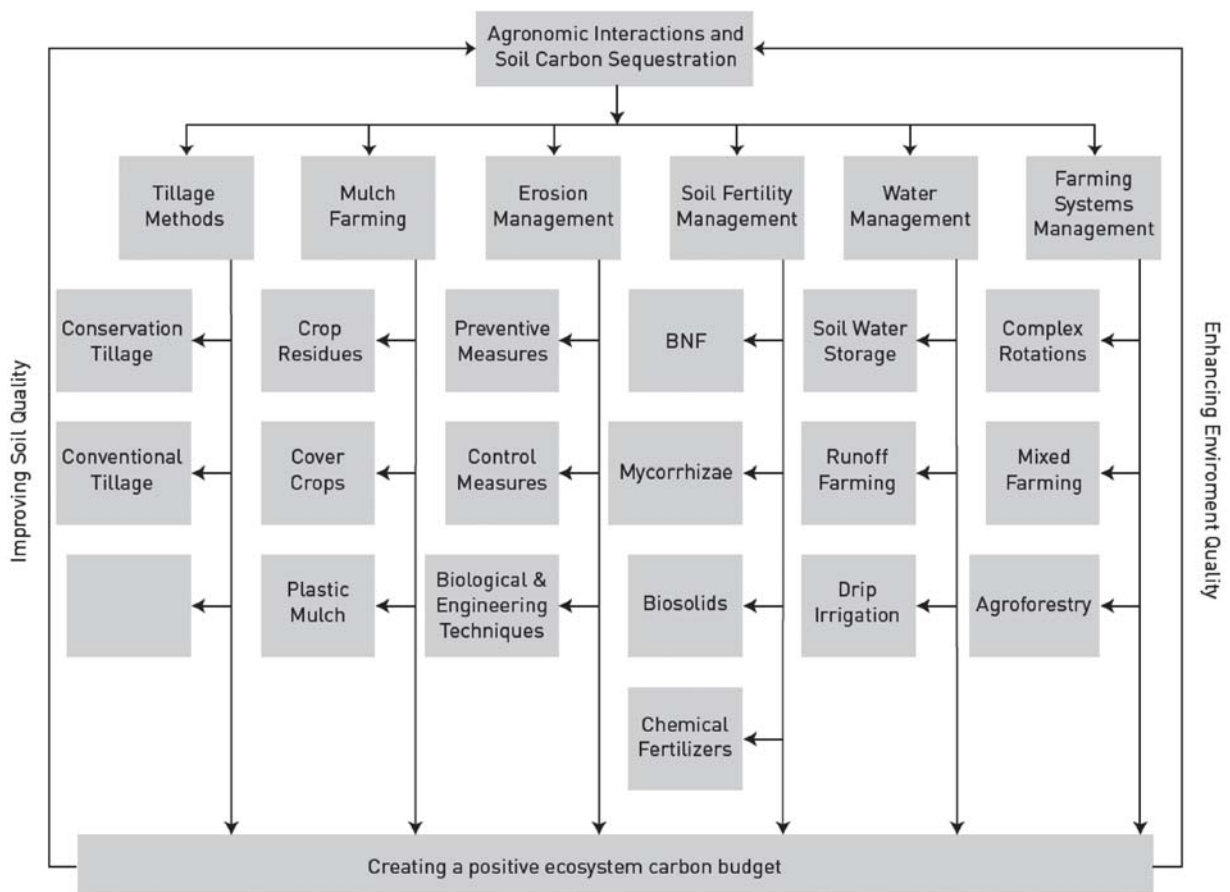 Agronomic Interactions and
Soil Carbon Sequestration
Tillage
Methods
Mulch
Farming
Erosion
Management
Soil Fertility
Management
Water
Management
Farming
Systems
Management
Conservation
Tillage
Crop
Residues
Preventive
Measures
BNF
Soil Water
Storage
Complex
Rotations
Conventional
Tillage
Cover
Crops
Control
Measures
Mycorrhizae
Runoff
Farming
Mixed
Farming
Plastic
Mulch
Biological &
Engineering
Techniques
Biosolids
Drip
Irrigation
Agroforestry
Chemical
Fertilizers
Creating a positive ecosystem carbon budget
Improving Soil Quality
Enhancing Enviroment Quality